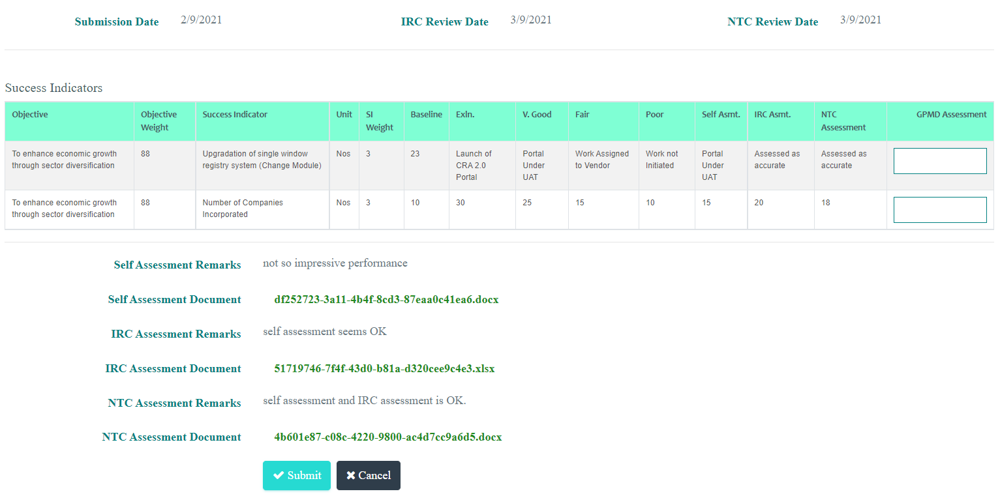 Submission Date 2/9/2021 IRC Review Date 3/9/2021 NTC Review Date 3/9/2021
Success Indicators
Objective Objective Weight Success Indicator Unit SI Weight Baseline Exln. V. Good Fair Poor Self Asmt. IRC Asmt. NTC Assessment GPMD Assessment
To enhance economic growth through sector diversification 88 Upgradation of single window registry system (Change Module) Nos 3 23 Launch of CRA 2.0 Portal Portal Under UAT Work Assigned to Vendor Work not Initiated Portal Under UAT Assessed as accurate Assessed as accurate
To enhance economic growth through sector diversification 88 Number of Companies Incorporated Nos 3 10 30 25 15 10 15 20 18
Self Assessment Remarks not so impressive performance
Self Assessment Document df252723-3a11-4b4f-8cd3-87eaa0c41ea6.docx
IRC Assessment Remarks self assessment seems OK
IRC Assessment Document 51719746-7f4f-43d0-b81a-d320cee9c4e3.xlsx
NTC Assessment Remarks self assessment and IRC assessment is OK.
NTC Assessment Document 4b601e87-c08c-4220-9800-ac4d7cc9a6d5.docx
Submit Cancel